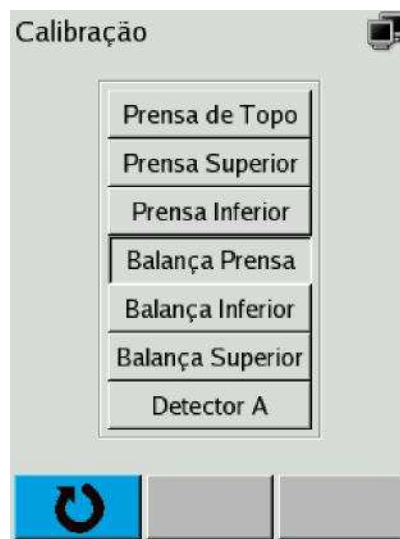 Calibração
Prensa de Topo
Prensa Superior
Prensa Inferior
Balança Prensa
Balança Inferior
Balança Superior
Detector A